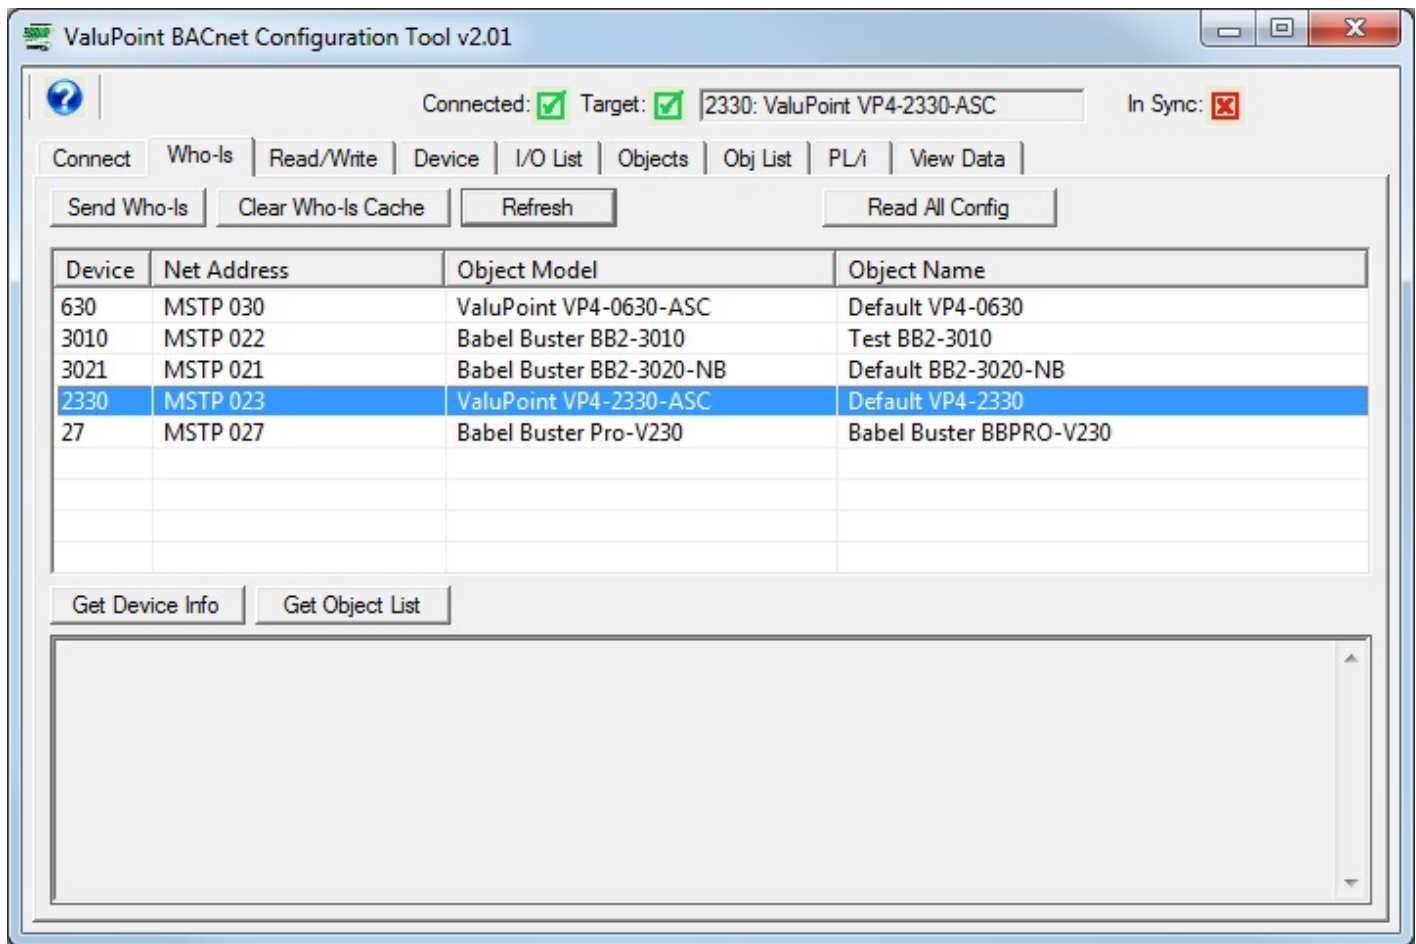 ValuPoint BACnet Configuration Tool v2.01
Connected: Target: 2330: ValuPoint VP4-2330-ASC In Sync:
Connect Who-Is Read/Write Device I/O List Objects Obj List PL/i View Data
Send Who-Is Clear Who-Is Cache Refresh Read All Config
Device Net Address Object Model Object Name
630 MSTP 030 ValuPoint VP4-0630-ASC Default VP4-0630
3010 MSTP 022 Babel Buster BB2-3010 Test BB2-3010
3021 MSTP 021 Babel Buster BB2-3020-NB Default BB2-3020-NB
2330 MSTP 023 ValuPoint VP4-2330-ASC Default VP4-2330
27 MSTP 027 Babel Buster Pro-V230 Babel Buster BBPRO-V230
Get Device Info Get Object List